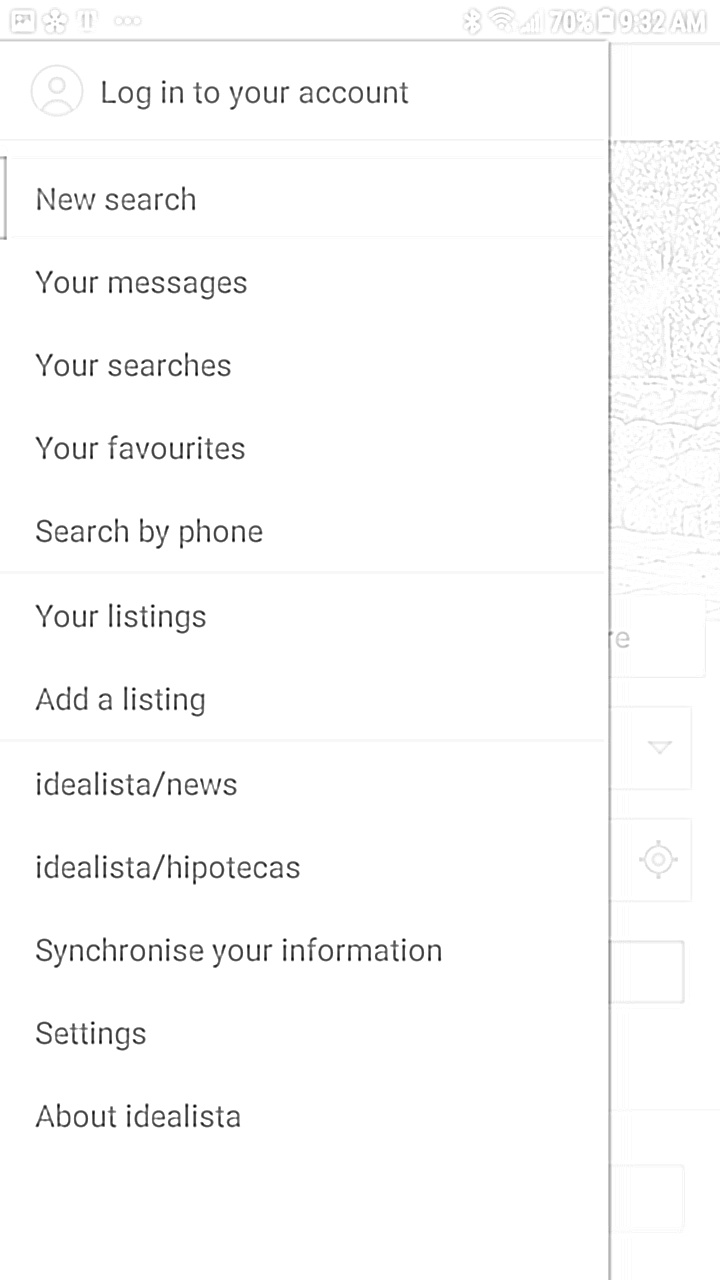 70% 9:32 AM
Log in to your account
New search
Your messages
Your searches
Your favourites
Search by phone
Your listings
re
Add a listing
idealista/news
idealista/hipotecas
Synchronise your information
Settings
About idealista